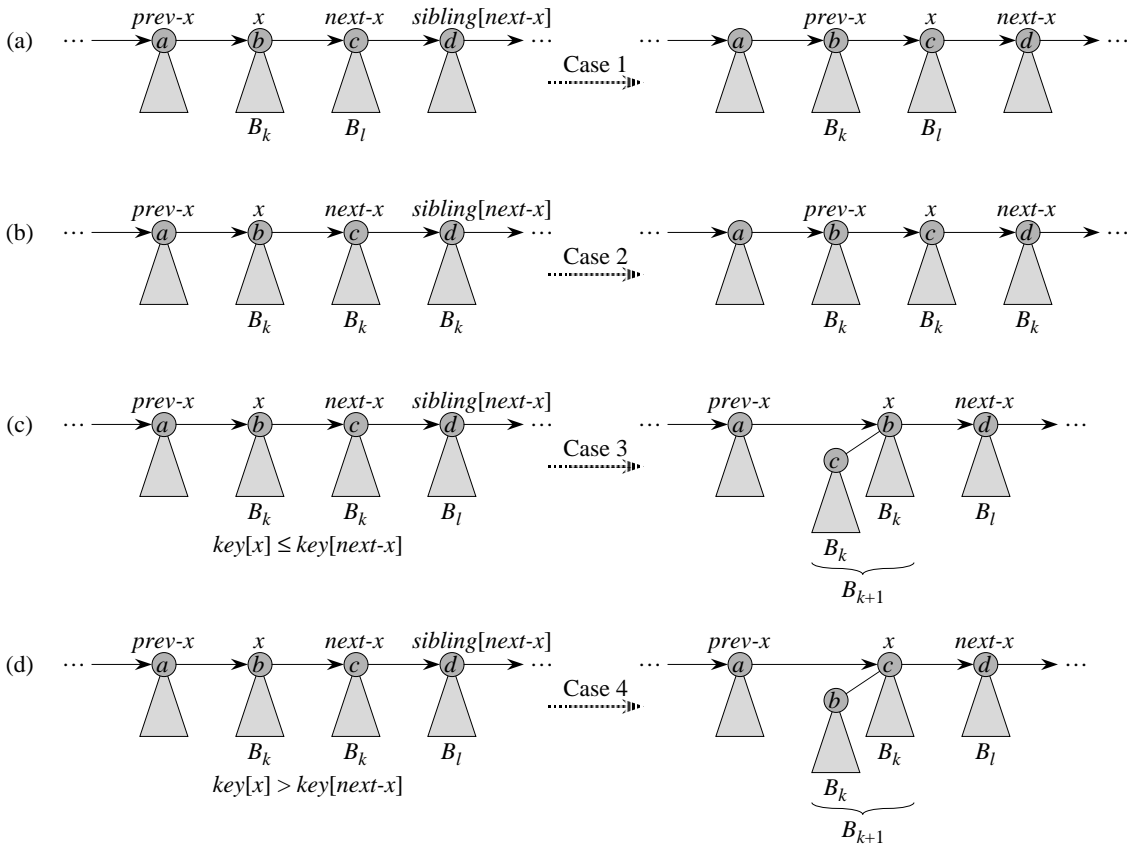 prev-x x next-x sibling[next-x] x prev-x x next-x
(a) ... a b c d ... ... a b c d ...
Case 1
B_k B_l B_k B_l
prev-x x next-x sibling[next-x] prev-x x next-x
(b) ... a b c d ... ... a b c d ...
Case 2
B_k B_k B_k B_k B_k B_k
prev-x x next-x sibling[next-x] prev-x x next-x
(c) ... a b c d ... ... a b d ...
Case 3
c
B_k B_k B_l B_k B_l
key[x] ≤ key[next-x]
B_k
B_{k+1}
prev-x x next-x sibling[next-x] prev-x x next-x
(d) ... a b c d ... ... a c d ...
Case 4
b
B_k B_k B_l B_k B_l
key[x] > key[next-x]
B_k
B_{k+1}